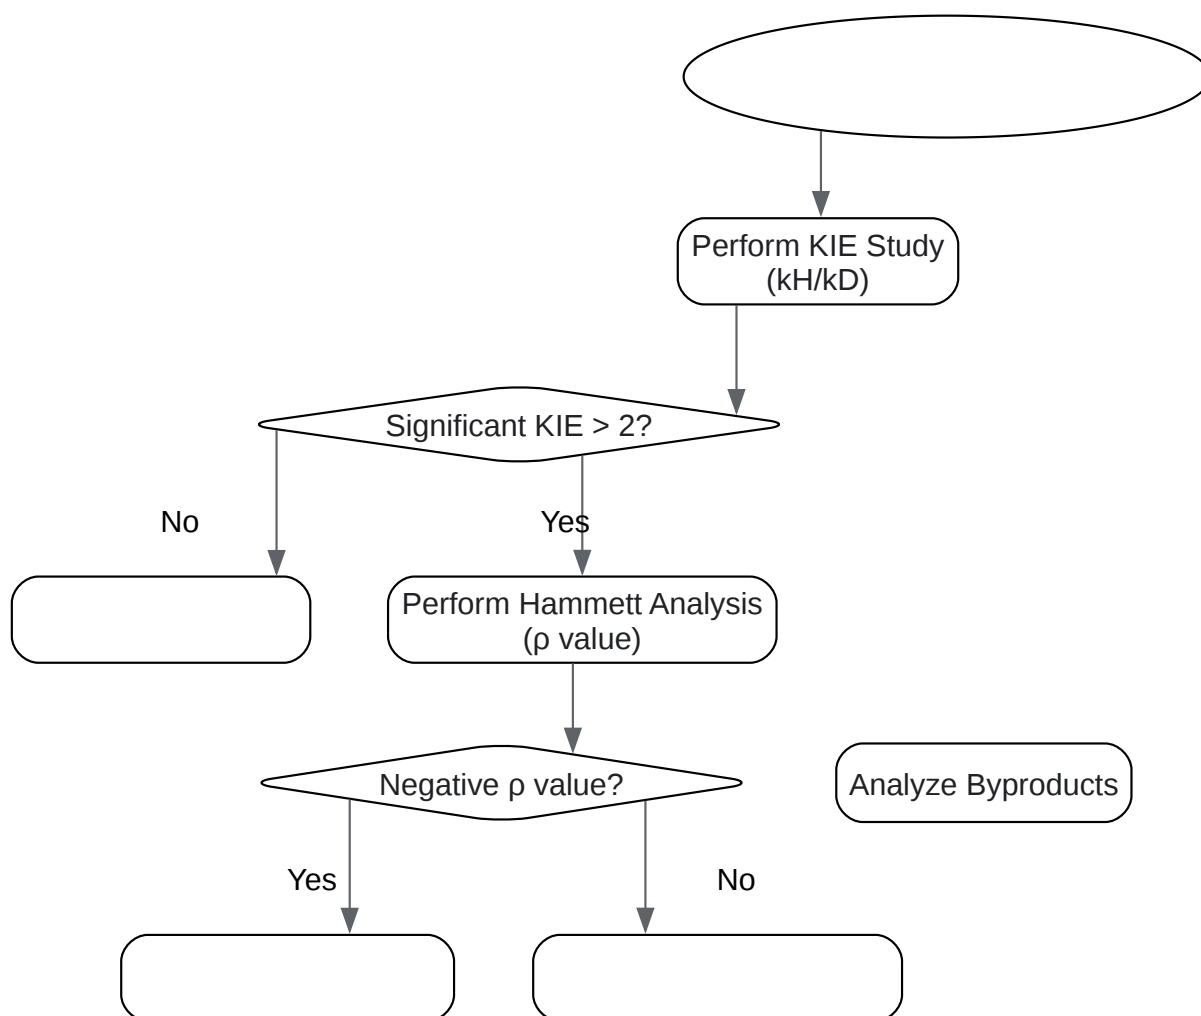 Perform KIE Study
(kH/kD)
Significant KIE > 2?
No
Yes
Perform Hammett Analysis
(ρ value)
Negative ρ value?
Analyze Byproducts
Yes
No